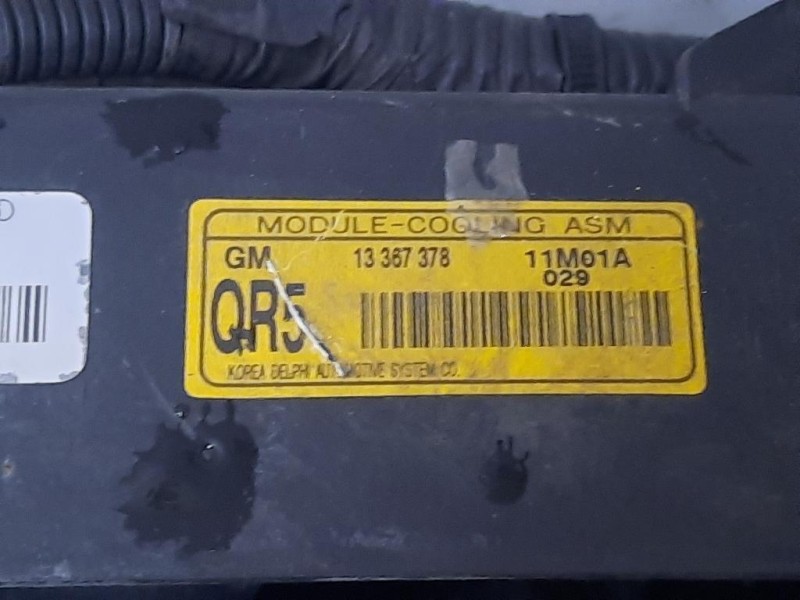 MODULE-COOLING ASM
GM 13 367 378 11M01A
029
QR5
KOREA DELPHI AUTOMOTIVE SYSTEM CO.